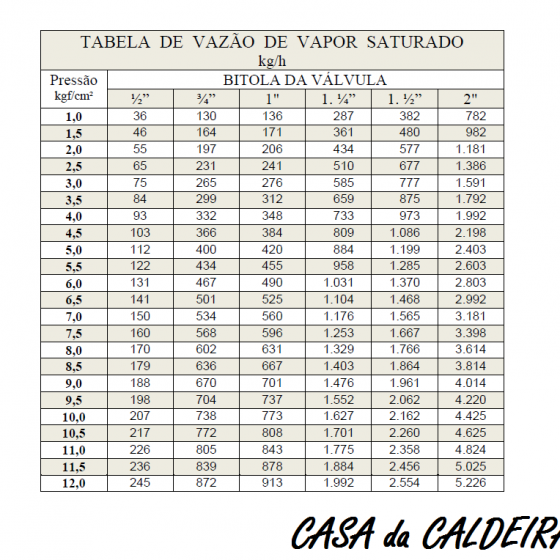 TABELA DE VAZÃO DE VAPOR SATURADO
kg/h
Pressão kgf/cm² BITOLA DA VÁLVULA
½” ¾” 1" 1. ¼” 1. ½” 2"
1,0 36 130 136 287 382 782
1,5 46 164 171 361 480 982
2,0 55 197 206 434 577 1.181
2,5 65 231 241 510 677 1.386
3,0 75 265 276 585 777 1.591
3,5 84 299 312 659 875 1.792
4,0 93 332 348 733 973 1.992
4,5 103 366 384 809 1.086 2.198
5,0 112 400 420 884 1.199 2.403
5,5 122 434 455 958 1.285 2.603
6,0 131 467 490 1.031 1.370 2.803
6,5 141 501 525 1.104 1.468 2.992
7,0 150 534 560 1.176 1.565 3.181
7,5 160 568 596 1.253 1.667 3.398
8,0 170 602 631 1.329 1.766 3.614
8,5 179 636 667 1.403 1.864 3.814
9,0 188 670 701 1.476 1.961 4.014
9,5 198 704 737 1.552 2.062 4.220
10,0 207 738 773 1.627 2.162 4.425
10,5 217 772 808 1.701 2.260 4.625
11,0 226 805 843 1.775 2.358 4.824
11,5 236 839 878 1.884 2.456 5.025
12,0 245 872 913 1.992 2.554 5.226
CASA da CALDEIRA